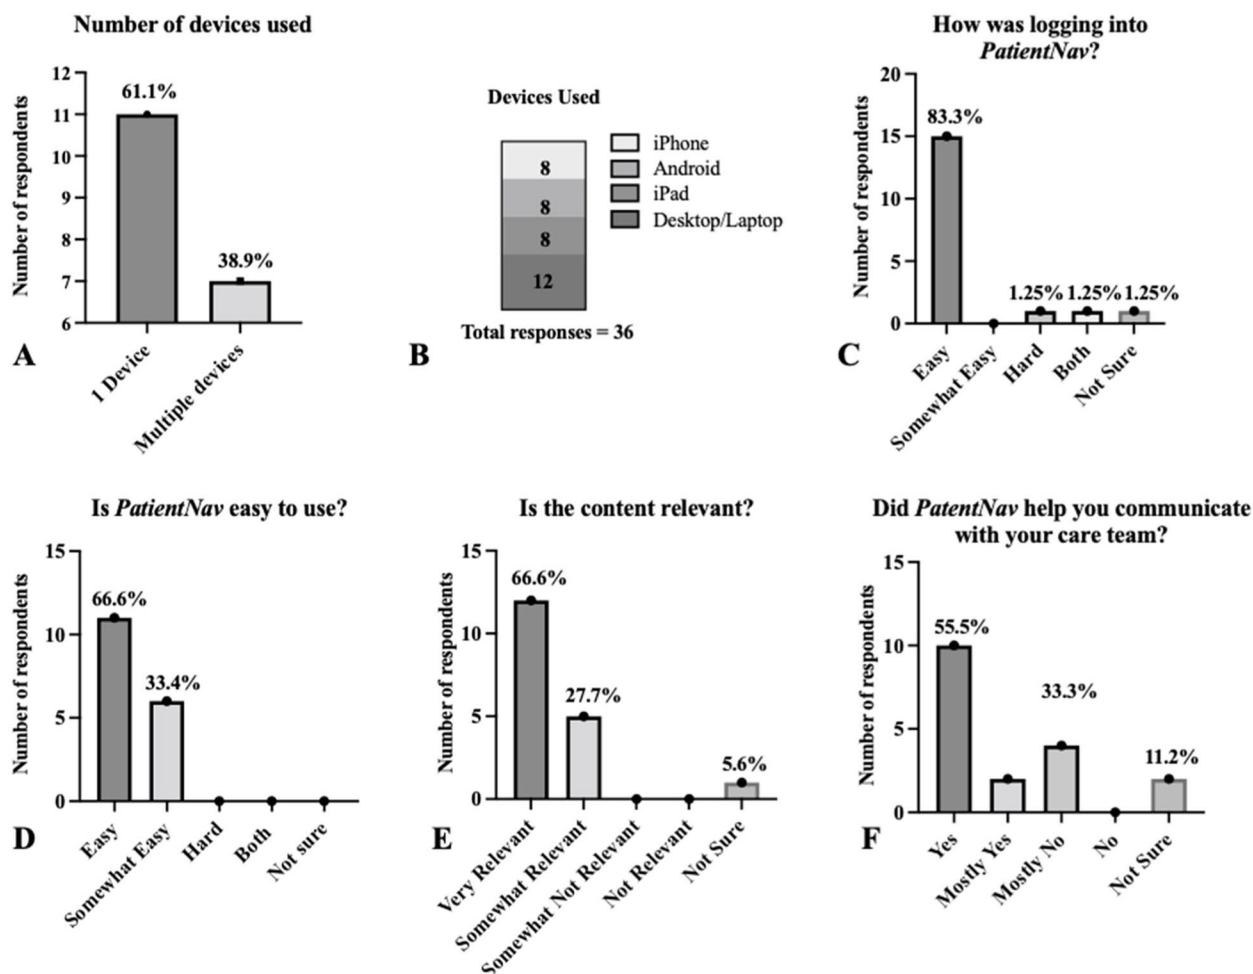 Number of devices used
Number of respondents
12
11
10
9
8
7
6
61.1%
38.9%
1 Device
Multiple devices
A
Devices Used
8
8
8
12
iPhone
Android
iPad
Desktop/Laptop
Total responses = 36
B
How was logging into
PatientNav?
Number of respondents
20
15
10
5
0
83.3%
1.25%
1.25%
1.25%
Easy
Somewhat Easy
Hard
Both
Not Sure
C
Is PatientNav easy to use?
Number of respondents
15
10
5
0
66.6%
33.4%
Easy
Somewhat Easy
Hard
Both
Not sure
D
Is the content relevant?
Number of respondents
15
10
5
0
66.6%
27.7%
5.6%
Very Relevant
Somewhat Relevant
Somewhat Not Relevant
Not Relevant
Not Sure
E
Did PatentNav help you communicate
with your care team?
Number of respondents
15
10
5
0
55.5%
33.3%
11.2%
Yes
Mostly Yes
Mostly No
No
Not Sure
F